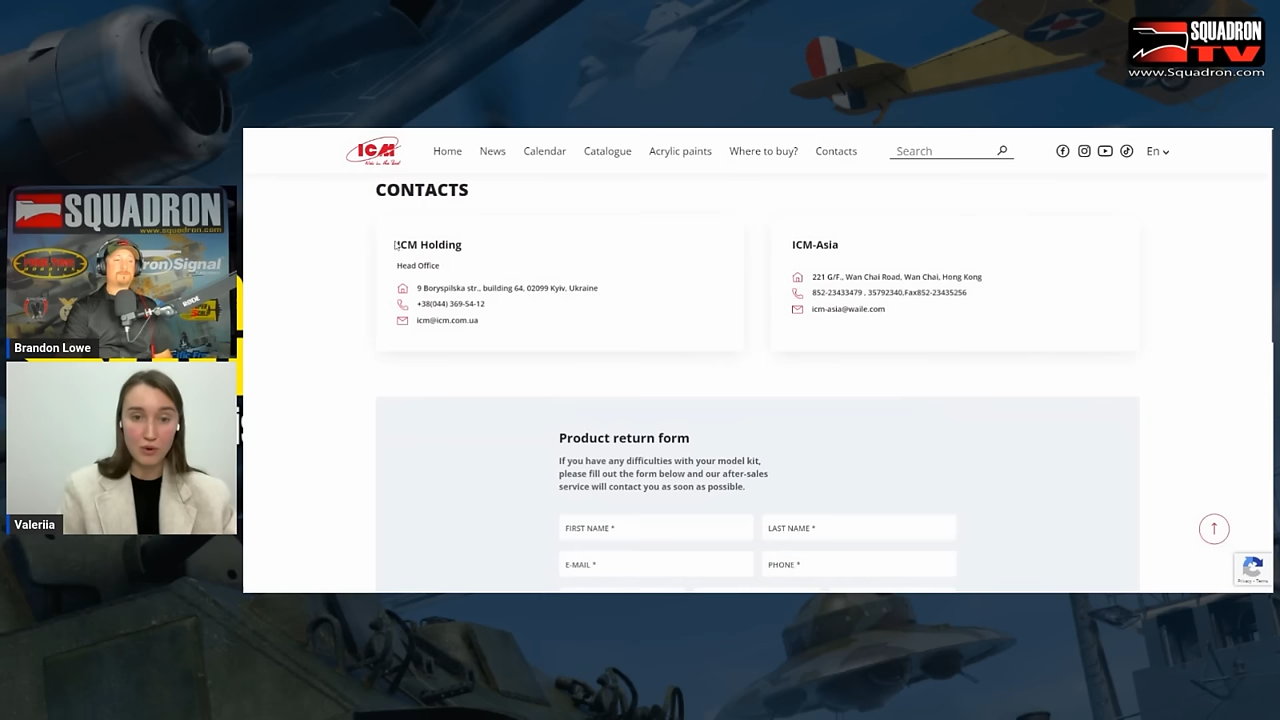 SQUADRON
TV
www.Squadron.com
ICM
Home
News
Calendar
Catalogue
Acrylic paints
Where to buy?
Contacts
Search
En
CONTACTS
ICM Holding
Head Office
9 Boryspilska str., building 64, 02099 Kyiv, Ukraine
+38(044) 369-54-12
icm@icm.com.ua
ICM-Asia
221 G/F., Wan Chai Road, Wan Chai, Hong Kong
852-23433479 , 35792340,Fax852-23435256
icm-asia@waile.com
SQUADRON
www.squadron.com
Signal
RODE
Brandon Lowe
Valeriia
Product return form
If you have any difficulties with your model kit,
please fill out the form below and our after-sales
service will contact you as soon as possible.
FIRST NAME *
LAST NAME *
E-MAIL *
PHONE *
Privacy - Terms